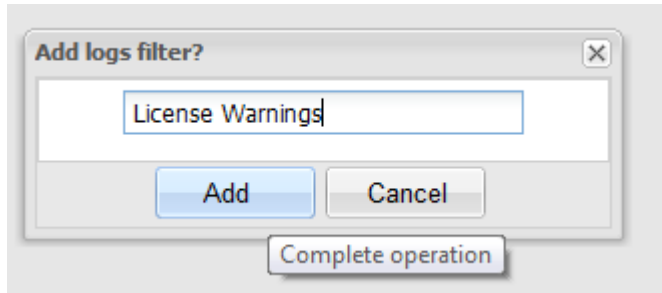 Add logs filter?
License Warnings
Add Cancel
Complete operation